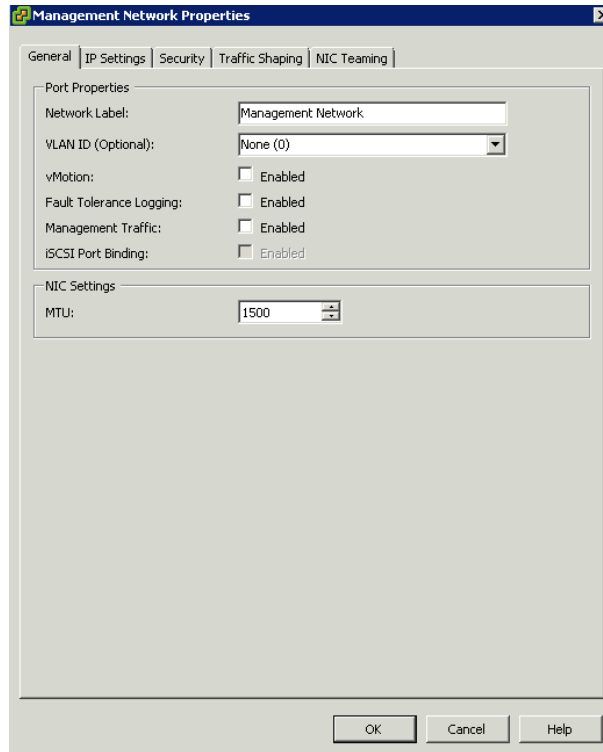 Management Network Properties
General IP Settings Security Traffic Shaping NIC Teaming
Port Properties
Network Label: Management Network
VLAN ID (Optional): None (0)
vMotion: Enabled
Fault Tolerance Logging: Enabled
Management Traffic: Enabled
iSCSI Port Binding: Enabled
NIC Settings
MTU: 1500
OK Cancel Help